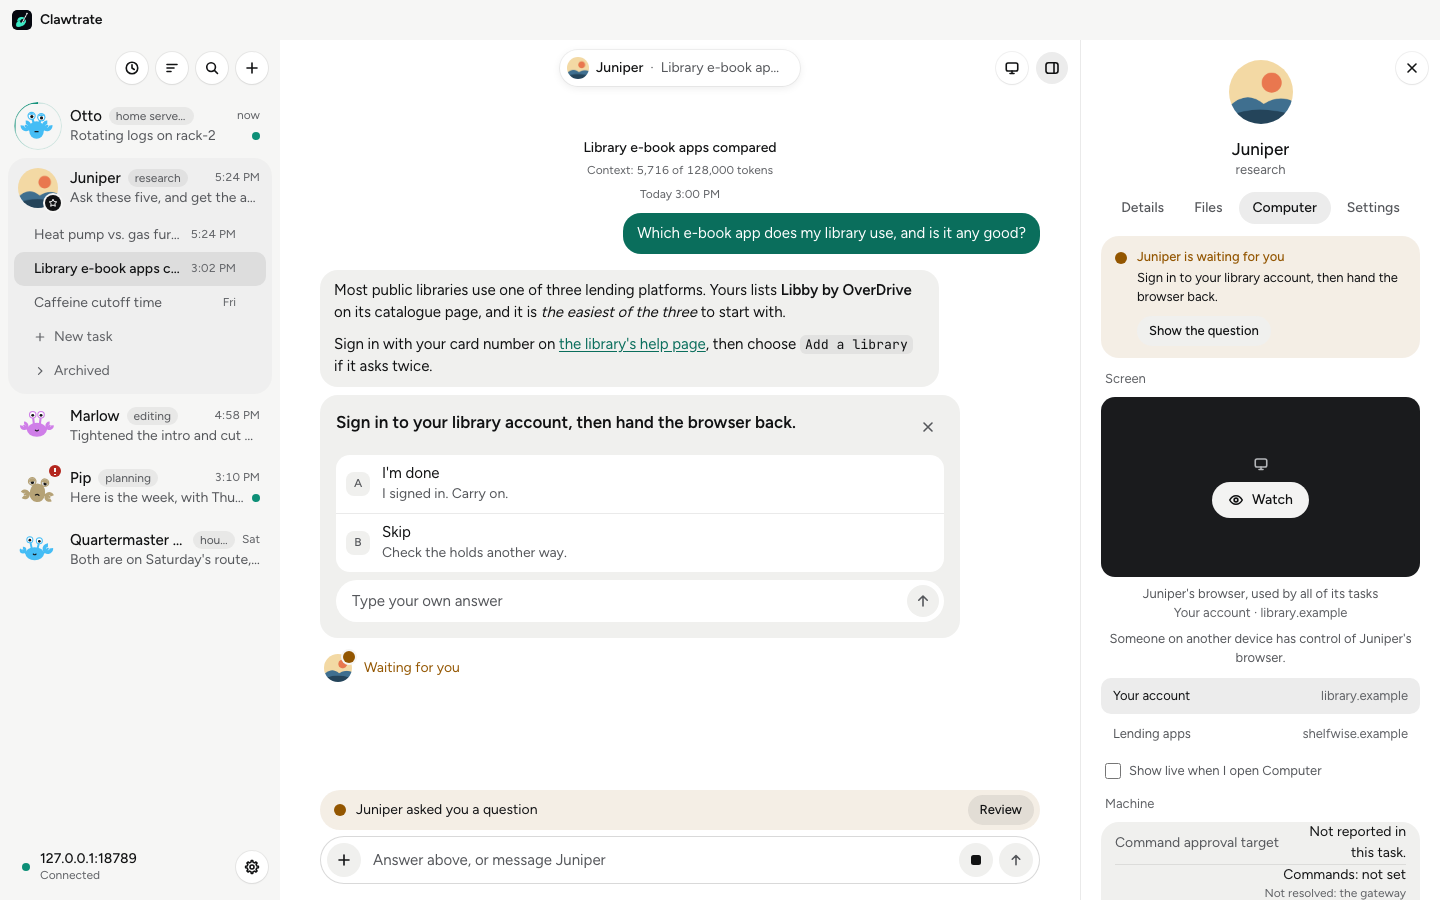 Clawtrate
Otto home serve... now
Rotating logs on rack-2
Juniper research 5:24 PM
Ask these five, and get the a...
Heat pump vs. gas fur... 5:24 PM
Library e-book apps c... 3:02 PM
Caffeine cutoff time Fri
New task
Archived
Marlow editing 4:58 PM
Tightened the intro and cut ...
Pip planning 3:10 PM
Here is the week, with Thu...
Quartermaster ... hou... Sat
Both are on Saturday's route,...
127.0.0.1:18789
Connected
Juniper · Library e-book ap...
Library e-book apps compared
Context: 5,716 of 128,000 tokens
Today 3:00 PM
Which e-book app does my library use, and is it any good?
Most public libraries use one of three lending platforms. Yours lists Libby by OverDrive
on its catalogue page, and it is the easiest of the three to start with.
Sign in with your card number on the library's help page, then choose Add a library
if it asks twice.
Sign in to your library account, then hand the browser back.
A I'm done
I signed in. Carry on.
B Skip
Check the holds another way.
Type your own answer
Waiting for you
Juniper asked you a question Review
Answer above, or message Juniper
Juniper
research
Details Files Computer Settings
Juniper is waiting for you
Sign in to your library account, then hand the
browser back.
Show the question
Screen
Watch
Juniper's browser, used by all of its tasks
Your account · library.example
Someone on another device has control of Juniper's
browser.
Your account library.example
Lending apps shelfwise.example
Show live when I open Computer
Machine
Command approval target Not reported in
this task.
Commands: not set
Not resolved: the gateway